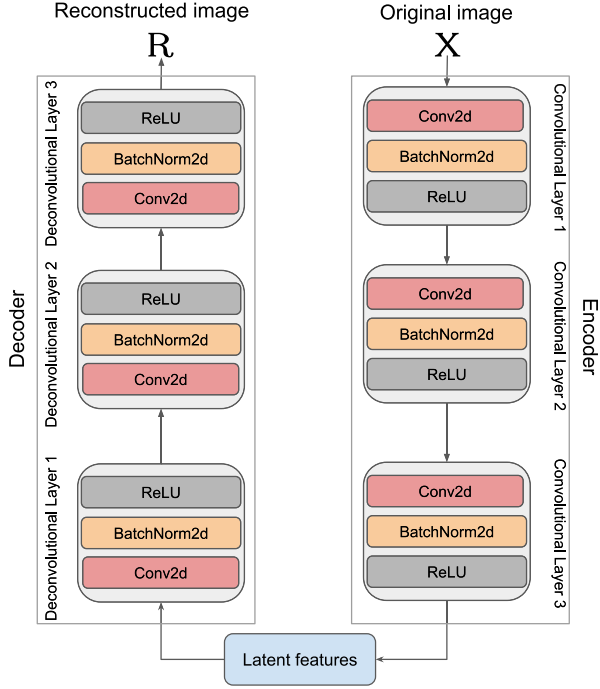 Reconstructed image
R
Original image
X
Decoder
Deconvolutional Layer 3
ReLU
BatchNorm2d
Conv2d
Deconvolutional Layer 2
ReLU
BatchNorm2d
Conv2d
Deconvolutional Layer 1
ReLU
BatchNorm2d
Conv2d
Encoder
Convolutional Layer 1
Conv2d
BatchNorm2d
ReLU
Convolutional Layer 2
Conv2d
BatchNorm2d
ReLU
Convolutional Layer 3
Conv2d
BatchNorm2d
ReLU
Latent features